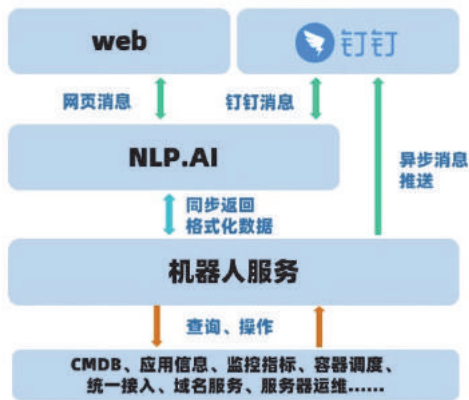 web
钉钉
网页消息
钉钉消息
NLP.AI
异步消息
推送
同步返回
格式化数据
机器人服务
查询、操作
CMDB、应用信息、监控指标、容器调度、
统一接入、域名服务、服务器运维......